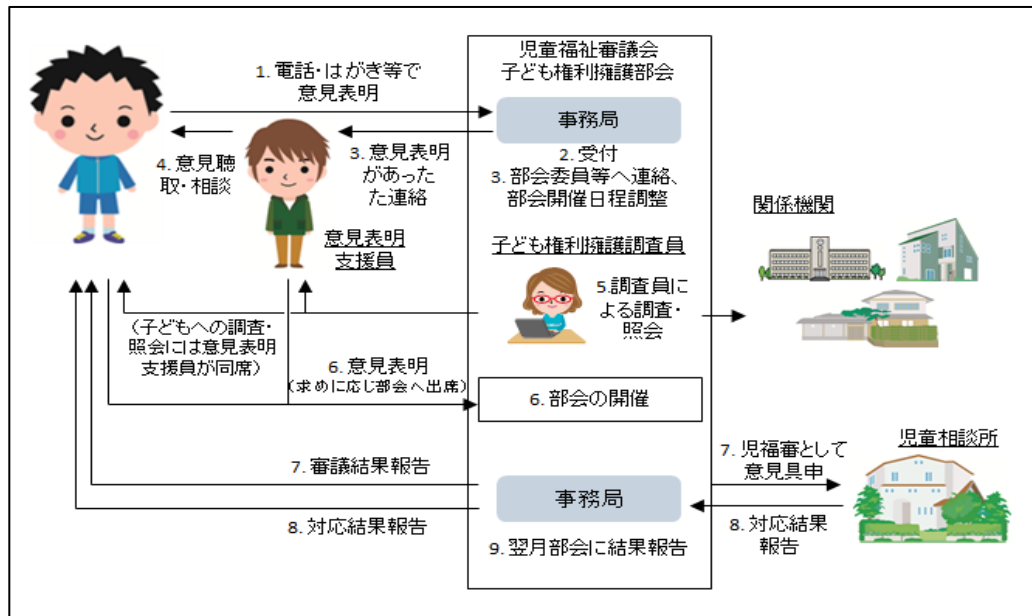 児童福祉審議会
子ども権利擁護部会
1. 電話・はがき等で
意見表明
事務局
2. 受付
3. 部会委員等へ連絡、
部会開催日程調整
3. 意見表明
があった
た連絡
4. 意見聴
取・相談
意見表明
支援員
関係機関
子ども権利擁護調査員
5.調査員に
よる調査・
照会
(子どもへの調査・
照会には意見表明
支援員が同席)
6. 意見表明
(求めに応じ部会へ出席)
6. 部会の開催
児童相談所
7. 児福審として
意見具申
7. 審議結果報告
事務局
8. 対応結果報告
8. 対応結果
報告
9. 翌月部会に結果報告